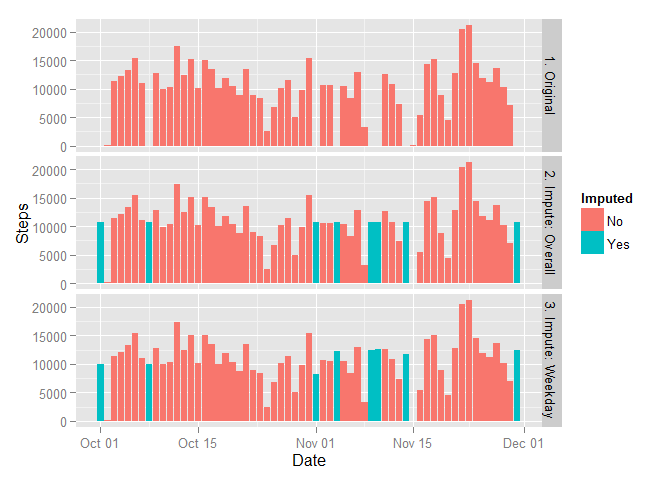 20000
15000
10000
5000
0
1. Original
20000
15000
10000
5000
0
2. Impute: Overall
20000
15000
10000
5000
0
3. Impute: Weekday
Steps
Oct 01 Oct 15 Nov 01 Nov 15 Dec 01
Date
Imputed
No
Yes